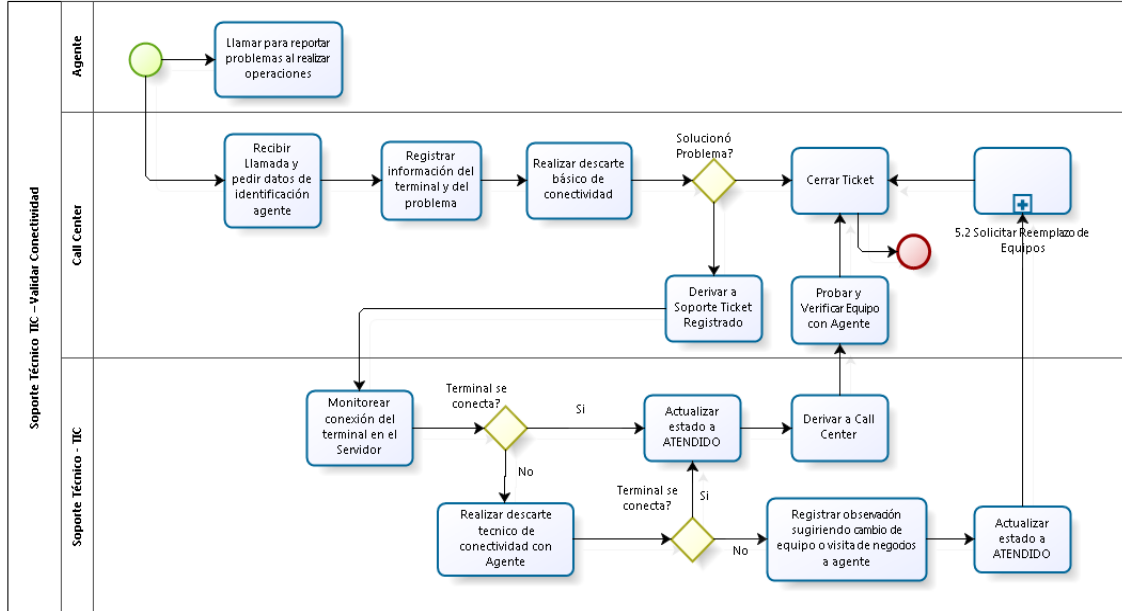 Soporte Técnico TIC – Validar Conectividad
Agente
Llamar para reportar
problemas al realizar
operaciones
Call Center
Recibir
Llamada y
pedir datos de
identificación
agente
Registrar
información del
terminal y del
problema
Realizar descarte
básico de
conectividad
Solucionó
Problema?
Cerrar Ticket
5.2 Solicitar Reemplazo de
Equipos
Derivar a
Soporte Ticket
Registrado
Probar y
Verificar Equipo
con Agente
Soporte Técnico - TIC
Monitorear
conexión del
terminal en el
Servidor
Terminal se
conecta?
Si
Actualizar
estado a
ATENDIDO
Derivar a Call
Center
No
Realizar descarte
tecnico de
conectividad con
Agente
Terminal se
conecta?
Si
No
Registrar observación
sugiriendo cambio de
equipo o visita de negocios
a agente
Actualizar
estado a
ATENDIDO